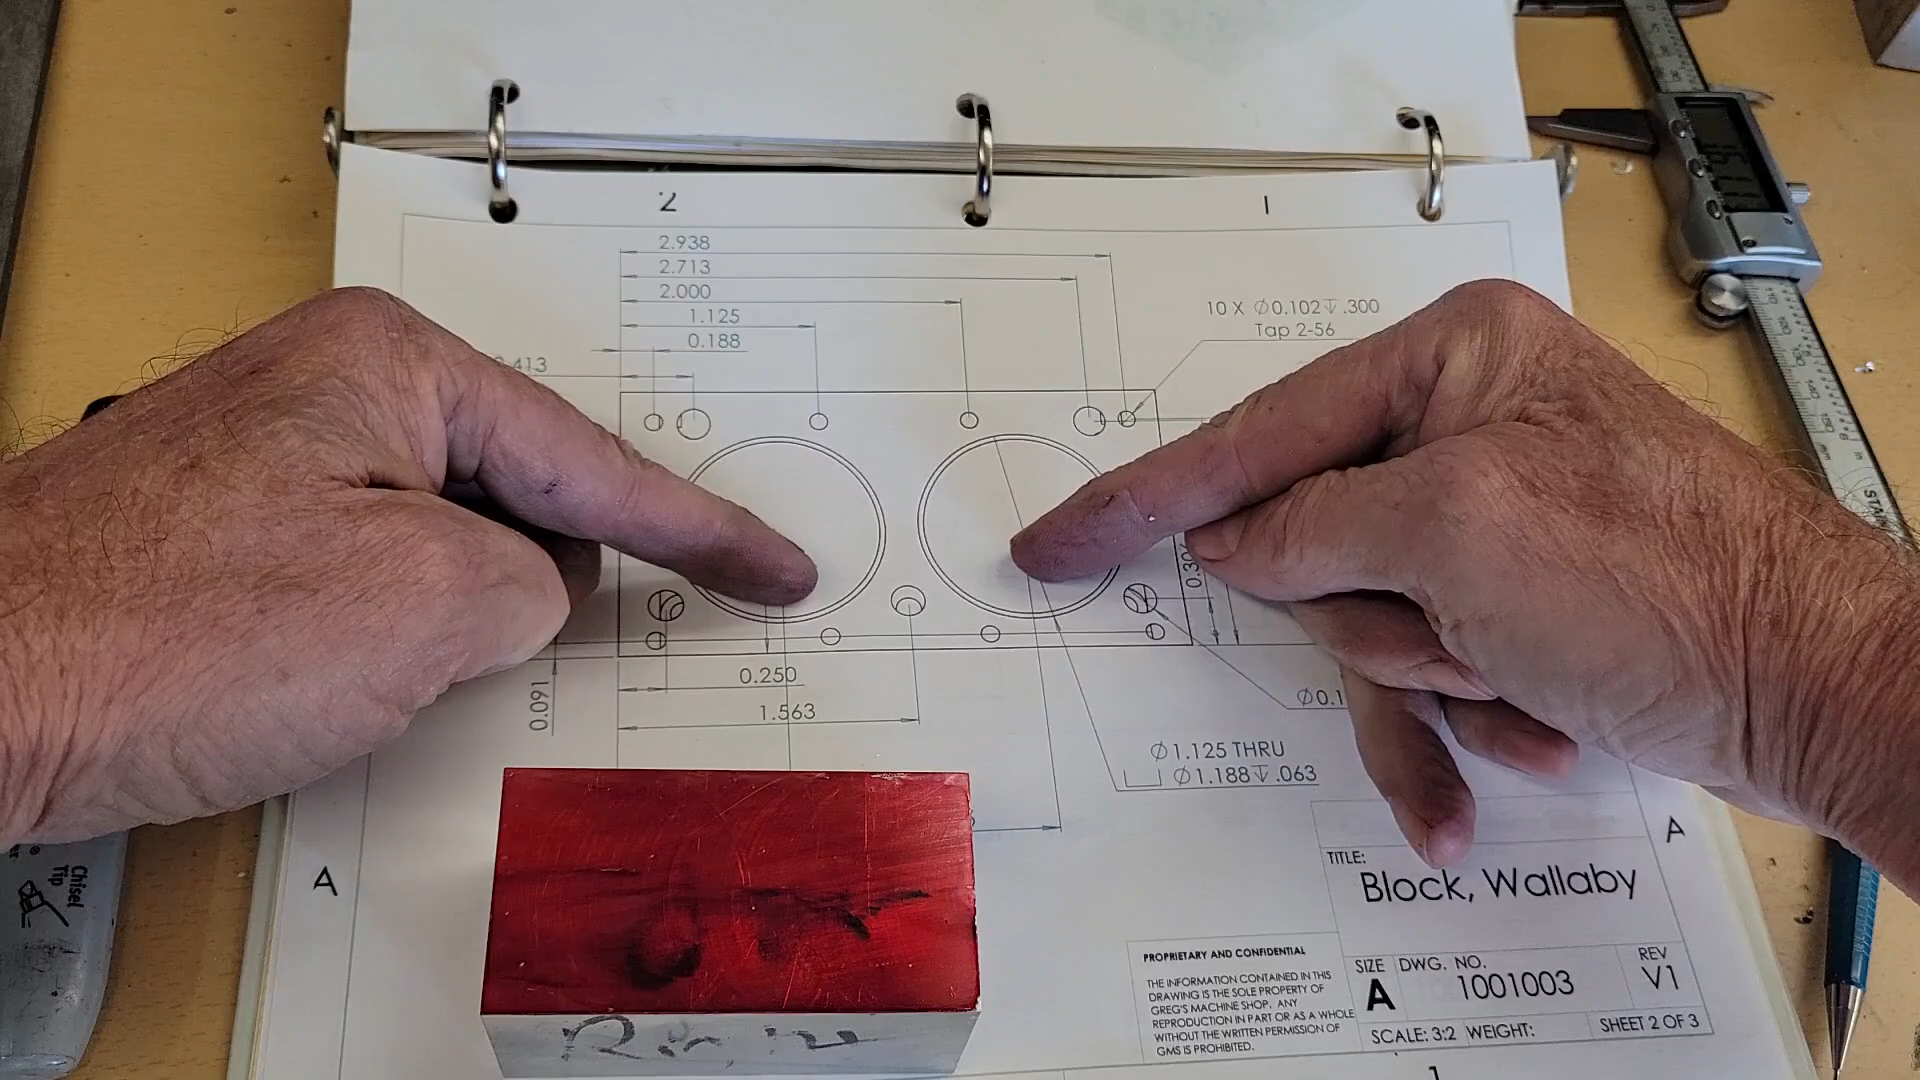 2
1
2.938
2.713
2.000
1.125
0.188
.413
10 X Ø0.102↧.300
Tap 2-56
0.250
1.563
0.091
Ø1.125 THRU
⌴ Ø1.188↧.063
A
A
TITLE:
Block, Wallaby
PROPRIETARY AND CONFIDENTIAL
THE INFORMATION CONTAINED IN THIS
DRAWING IS THE SOLE PROPERTY OF
GREG'S MACHINE SHOP. ANY
REPRODUCTION IN PART OR AS A WHOLE
WITHOUT THE WRITTEN PERMISSION OF
GMS IS PROHIBITED.
SIZE
A
DWG. NO.
1001003
REV
V1
SCALE: 3:2 WEIGHT:
SHEET 2 OF 3
1
Chisel
Tip